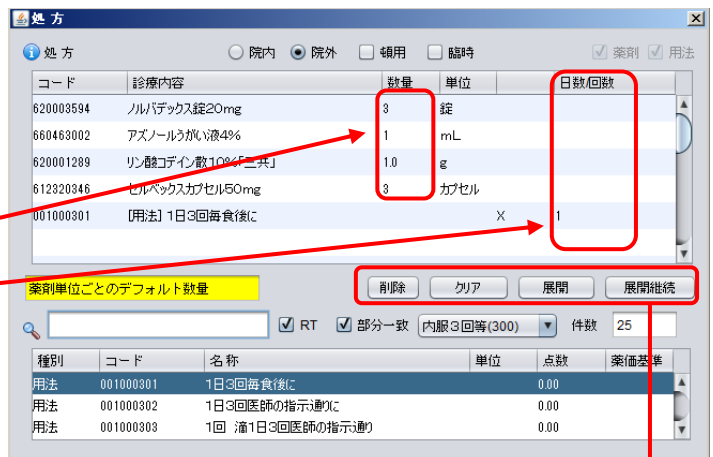 処 方
処 方 院内 院外 頓用 臨時 薬剤 用法
コード 診療内容 数量 単位 日数/回数
620003594 ノルバデックス錠20mg 3 錠
660463002 アズノールうがい液4% 1 mL
620001289 リン酸コデイン散10%「三共」 1.0 g
612320346 セルベックスカプセル50mg 3 カプセル
001000301 [用法] 1日3回毎食後に X 1
薬剤単位ごとのデフォルト数量 削除 クリア 展開 展開継続
RT 部分一致 内服3回等(300) 件数 25
種別 コード 名称 単位 点数 薬価基準
用法 001000301 1日3回毎食後に 0.00
用法 001000302 1日3回医師の指示通りに 0.00
用法 001000303 1回 滴1日3回医師の指示通り 0.00